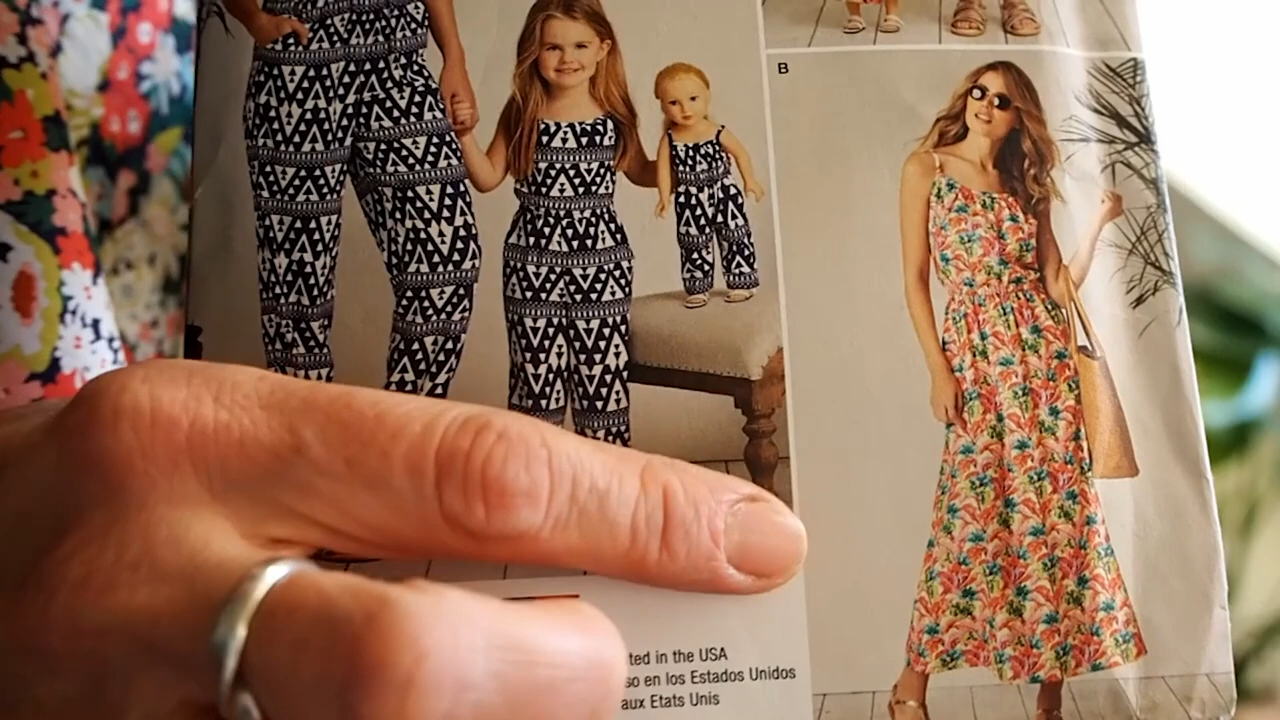 B
ted in the USA
so en los Estados Unidos
aux Etats Unis